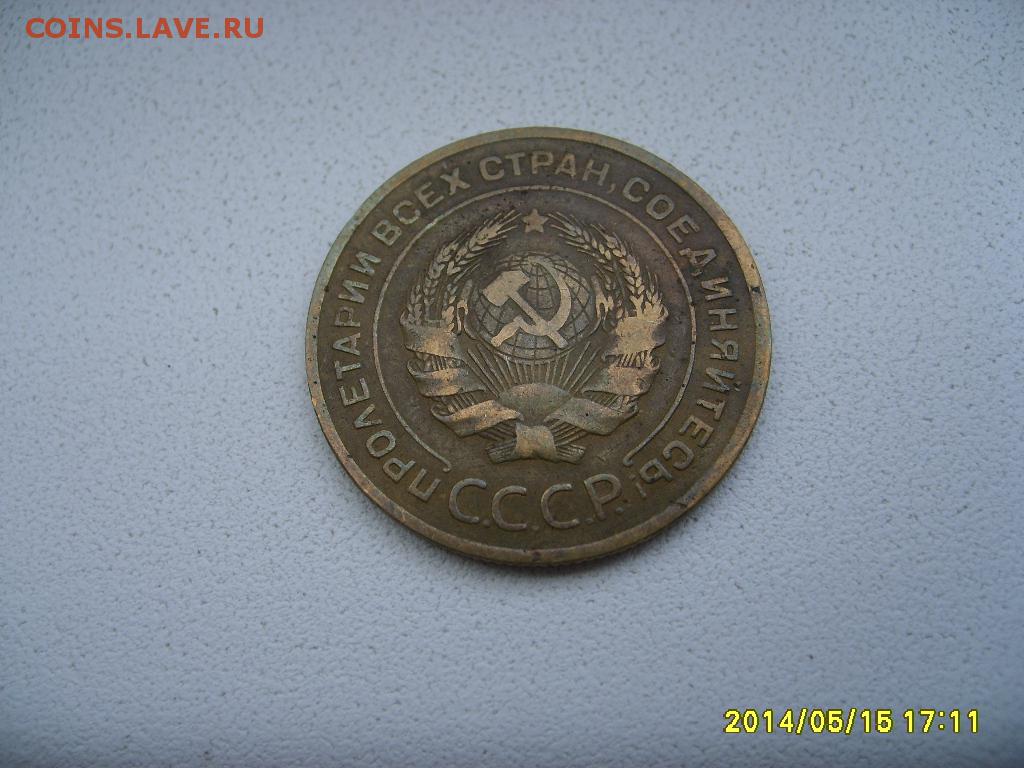 COINS.LAVE.RU
ПРОЛЕТАРИИ ВСЕХ СТРАН, СОЕДИНЯЙТЕСЬ!
С.С.С.Р.
2014/05/15 17:11